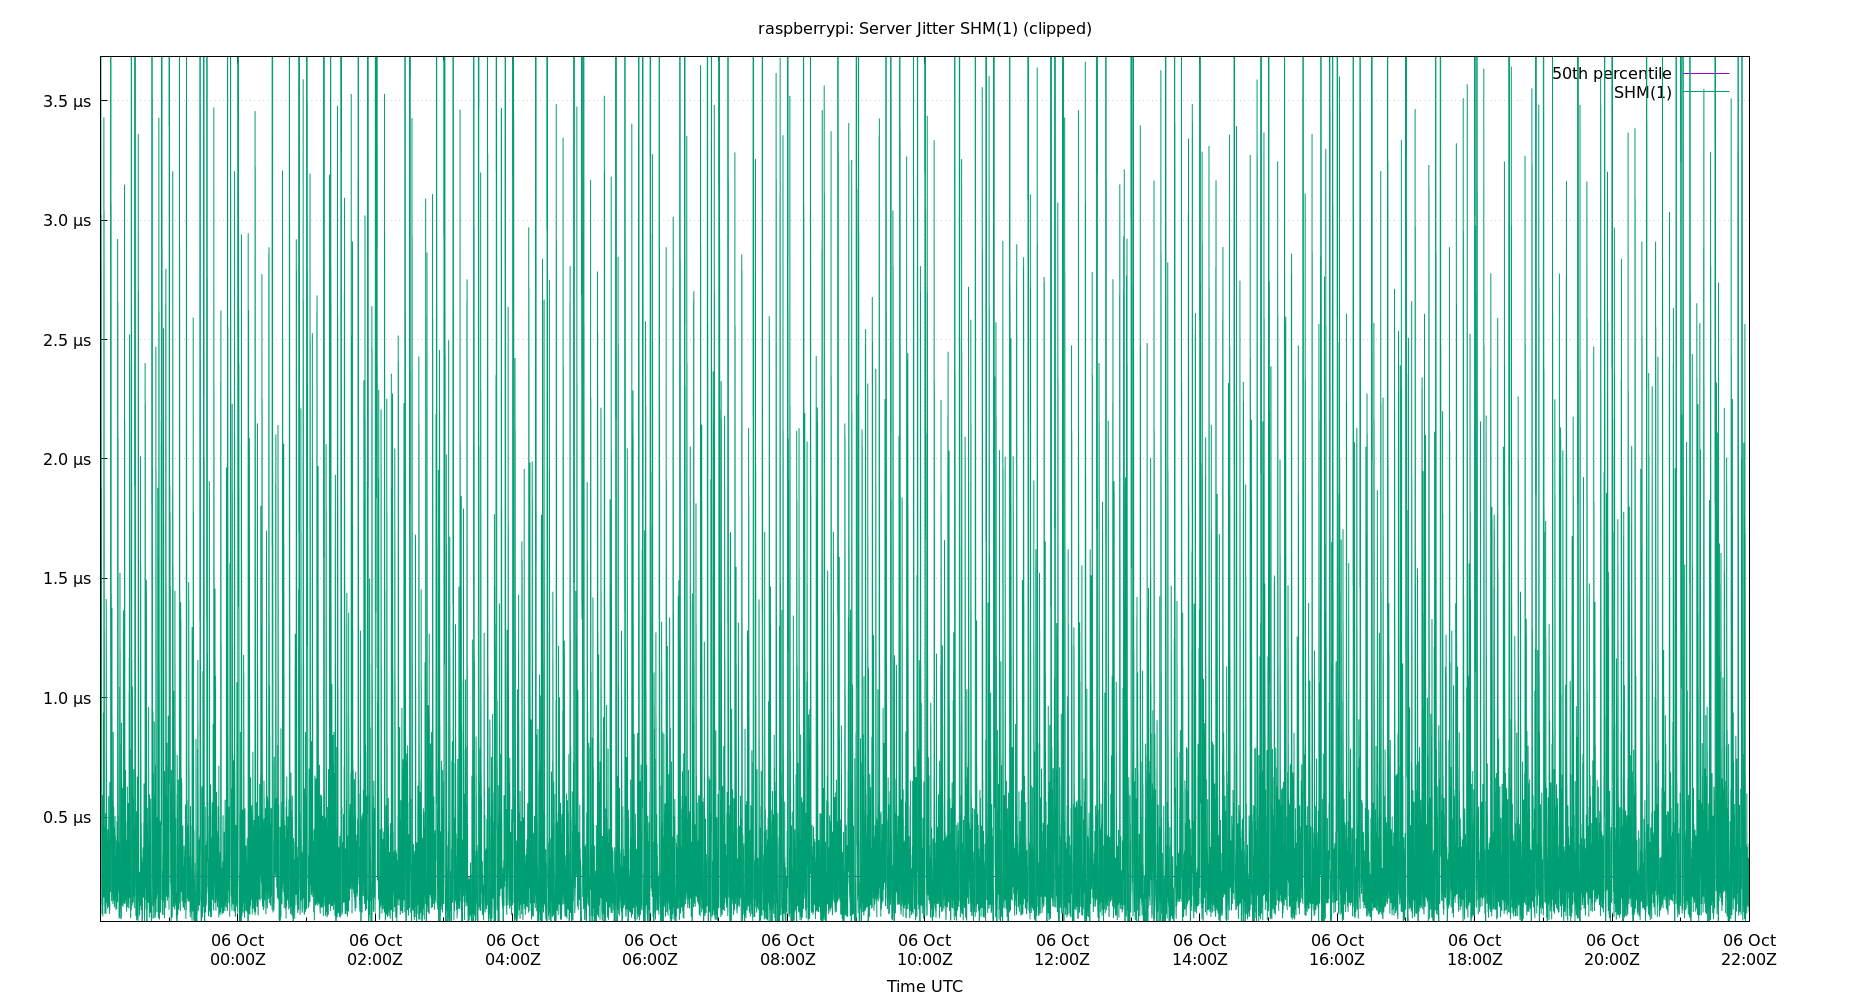 raspberrypi: Server Jitter SHM(1) (clipped)
50th percentile
SHM(1)
3.5 µs
3.0 µs
2.5 µs
2.0 µs
1.5 µs
1.0 µs
0.5 µs
06 Oct 06 Oct 06 Oct 06 Oct 06 Oct 06 Oct 06 Oct 06 Oct 06 Oct 06 Oct 06 Oct 06 Oct
00:00Z 02:00Z 04:00Z 06:00Z 08:00Z 10:00Z 12:00Z 14:00Z 16:00Z 18:00Z 20:00Z 22:00Z
Time UTC